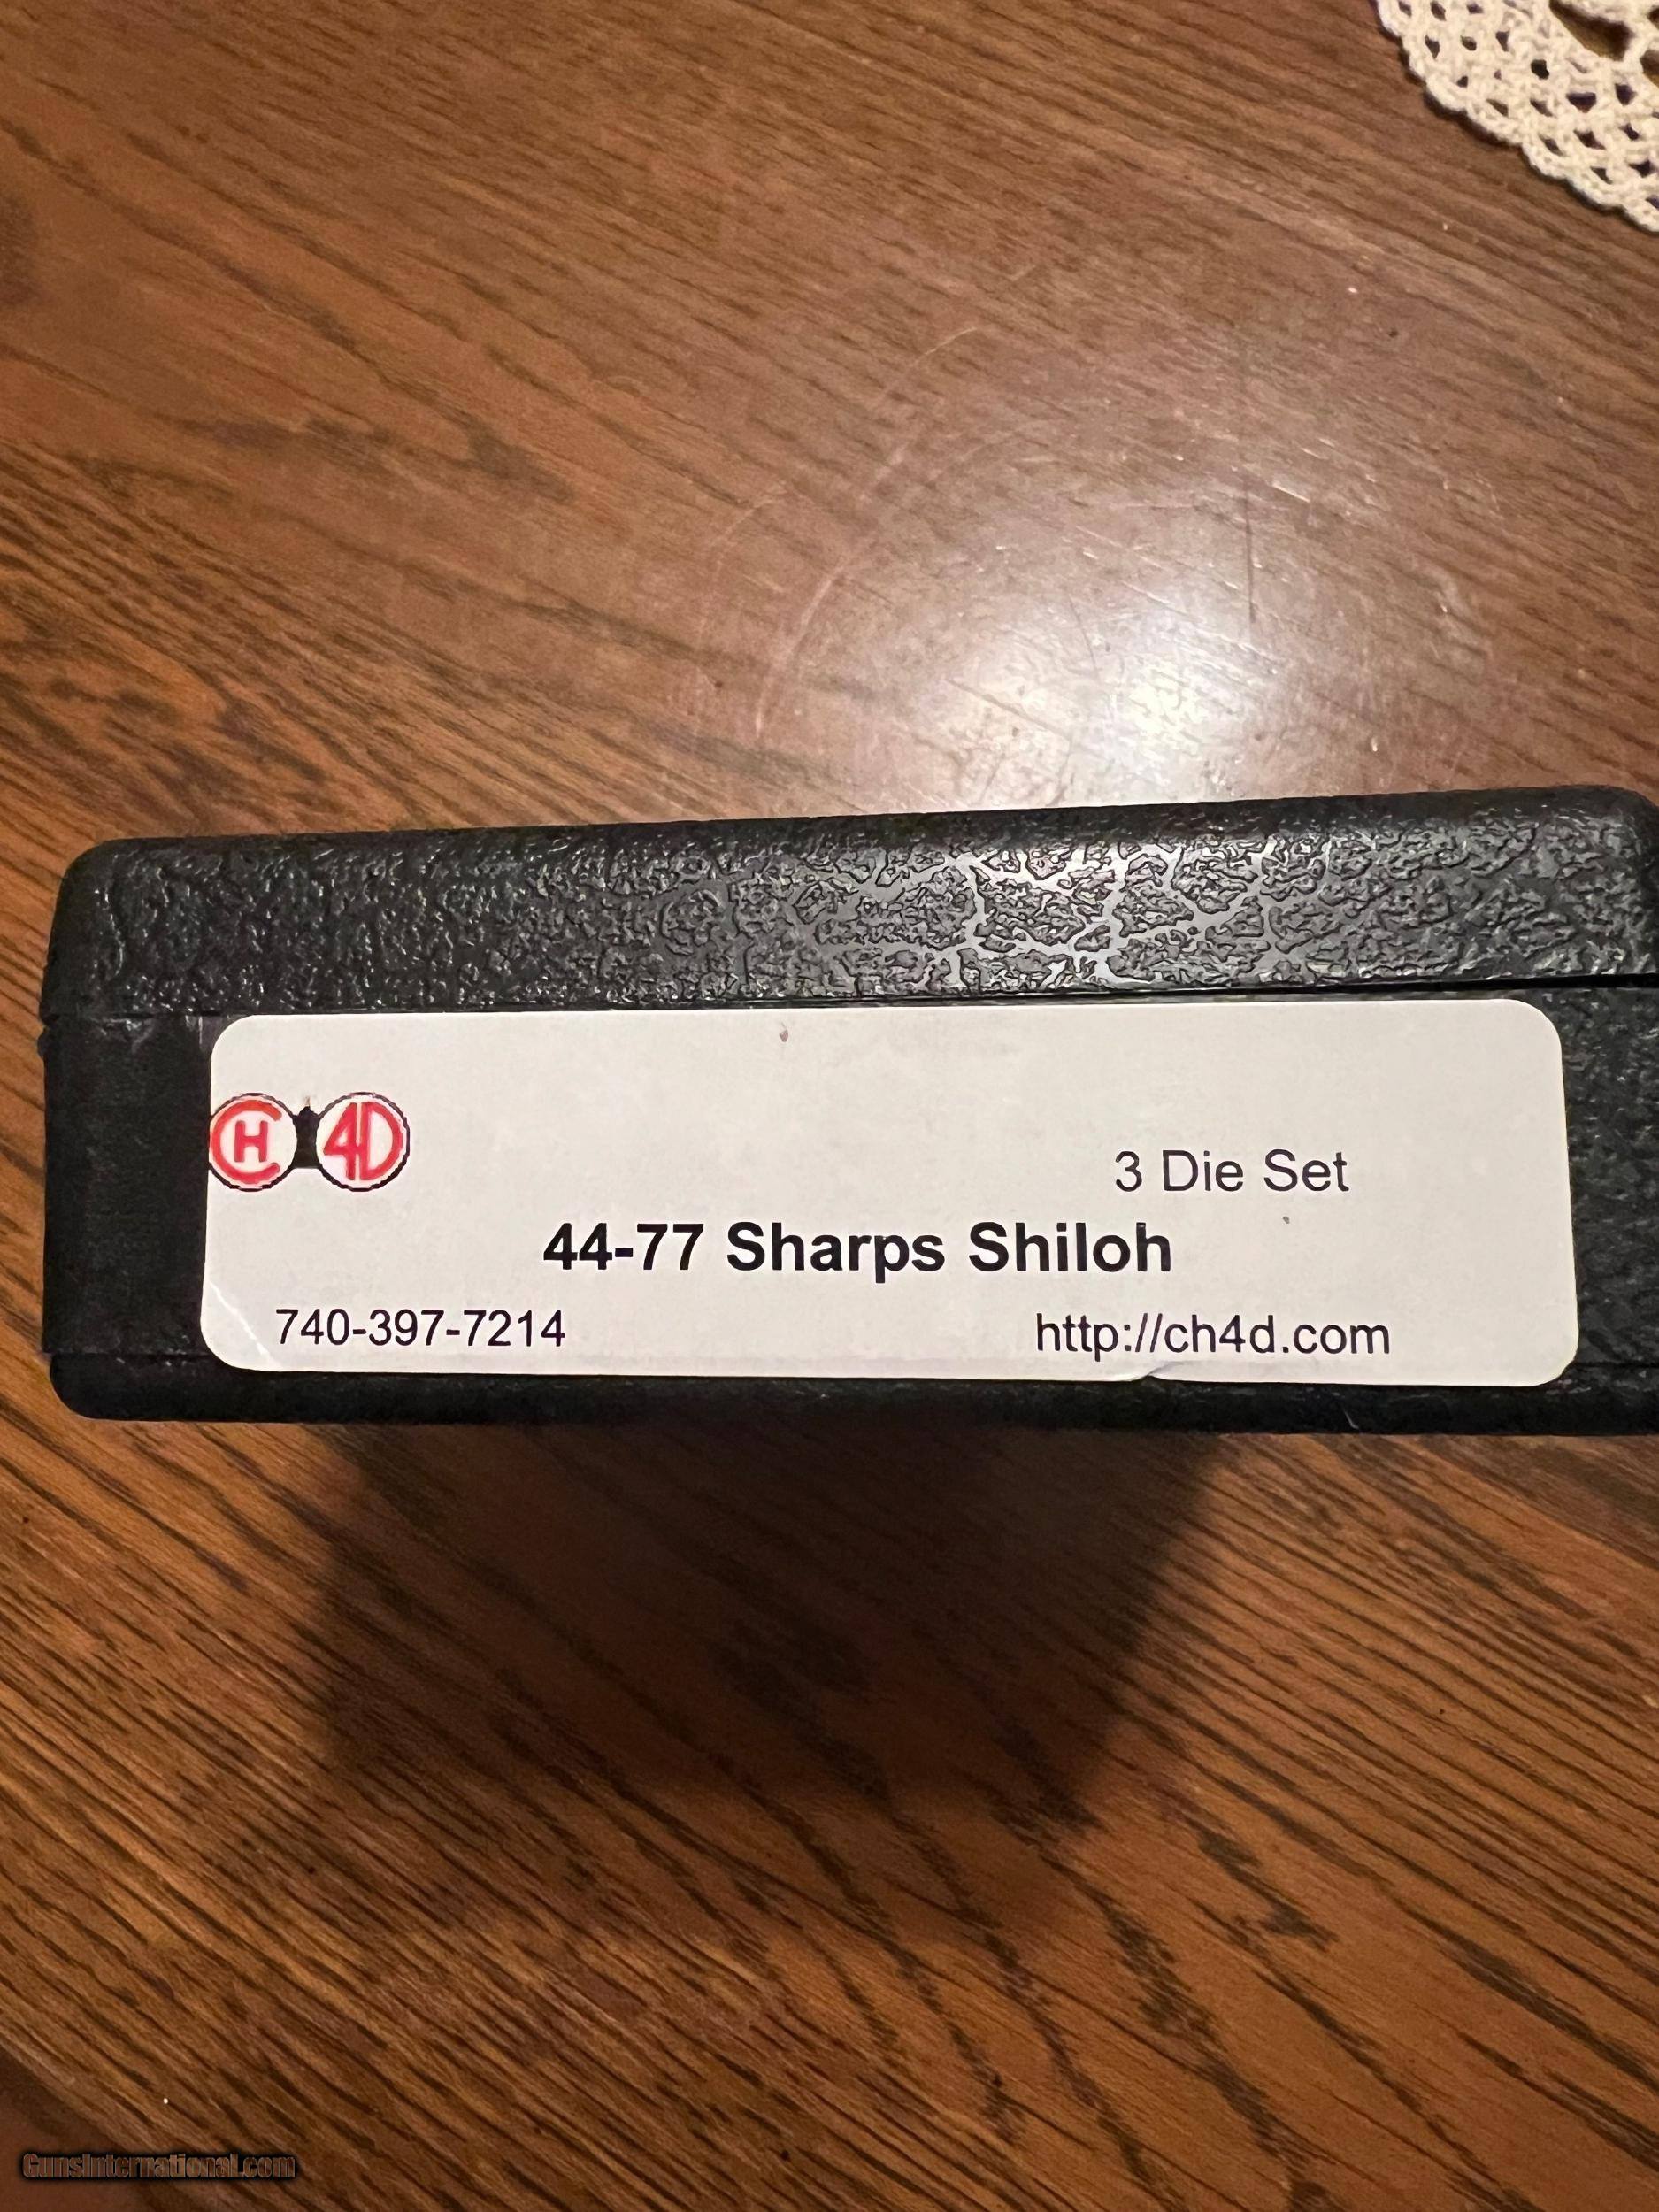 CH 4D
3 Die Set
44-77 Sharps Shiloh
740-397-7214
http://ch4d.com
GunsInternational.com